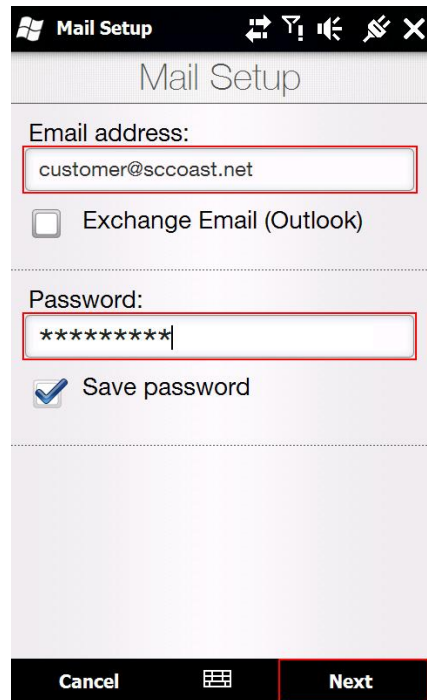 Mail Setup
Mail Setup
Email address:
customer@sccoast.net
Exchange Email (Outlook)
Password:
*********
Save password
Cancel
Next